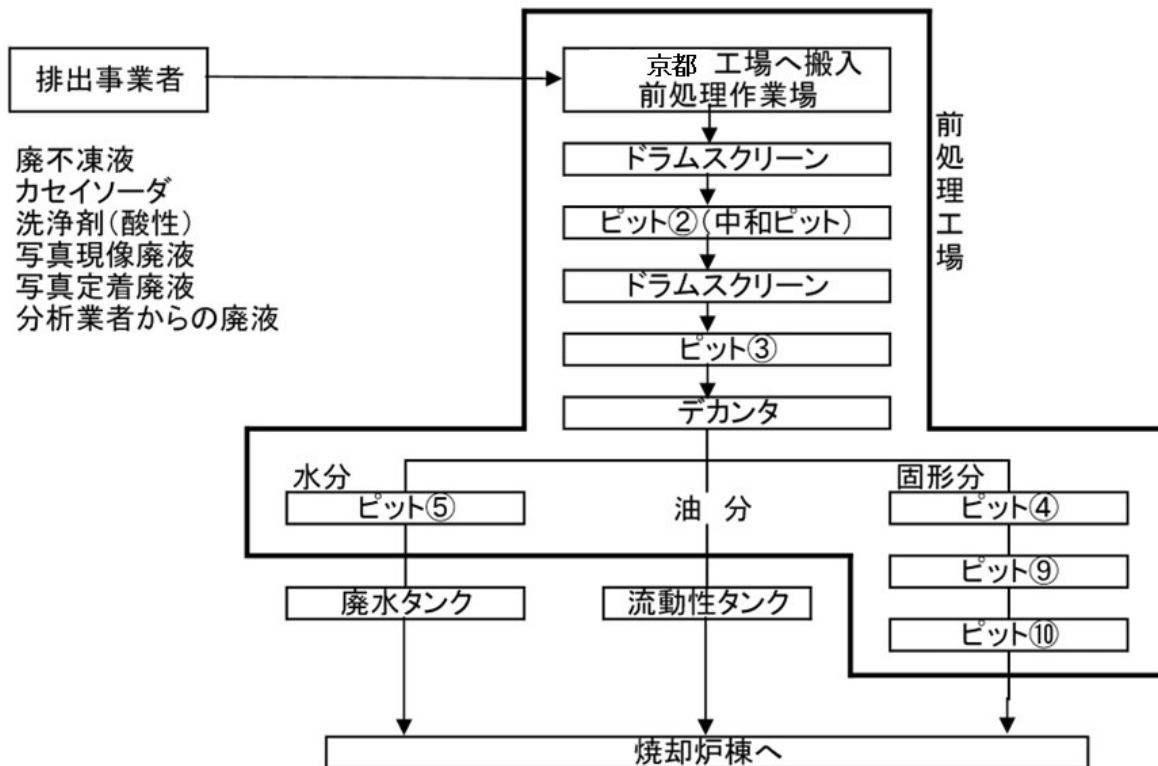 排出事業者
京都 工場へ搬入
前処理作業場
廃不凍液
カセイソーダ
洗浄剤(酸性)
写真現像廃液
写真定着廃液
分析業者からの廃液
ドラムスクリーン
ピット②(中和ピット)
ドラムスクリーン
ピット③
デカンタ
前処理工場
水分
ピット⑤
油 分
固形分
ピット④
ピット⑨
ピット⑩
廃水タンク
流動性タンク
焼却炉棟へ